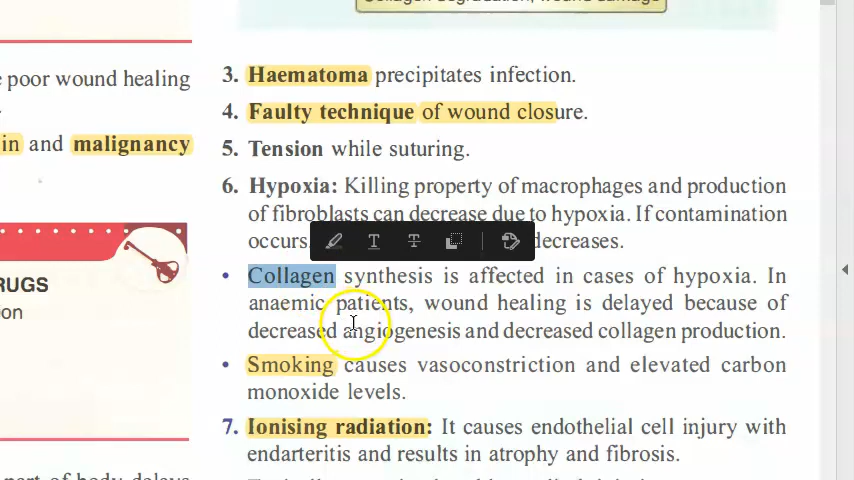 Collagen degradation, wound damage
poor wound healing
in and malignancy
RUGS
on
part of body delays
3. Haematoma precipitates infection.
4. Faulty technique of wound closure.
5. Tension while suturing.
6. Hypoxia: Killing property of macrophages and production
of fibroblasts can decrease due to hypoxia. If contamination
occurs, decreases.
• Collagen synthesis is affected in cases of hypoxia. In
anaemic patients, wound healing is delayed because of
decreased angiogenesis and decreased collagen production.
• Smoking causes vasoconstriction and elevated carbon
monoxide levels.
7. Ionising radiation: It causes endothelial cell injury with
endarteritis and results in atrophy and fibrosis.